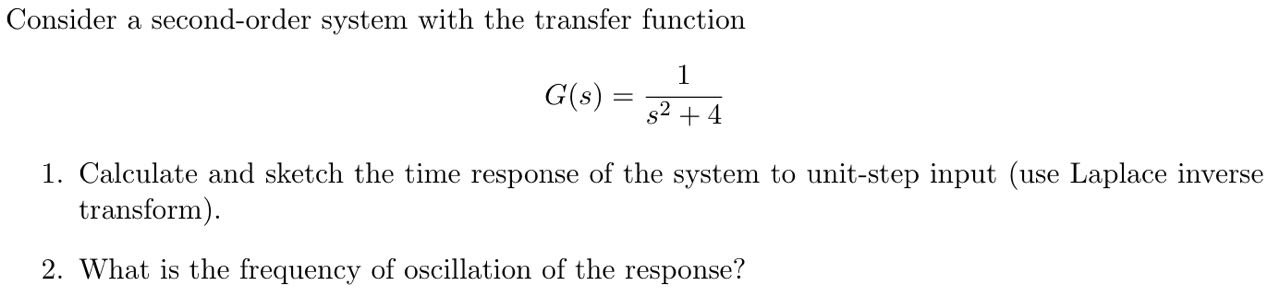 Consider a second-order system with the transfer function
G(s) = 1 / (s² + 4)
1. Calculate and sketch the time response of the system to unit-step input (use Laplace inverse
transform).
2. What is the frequency of oscillation of the response?